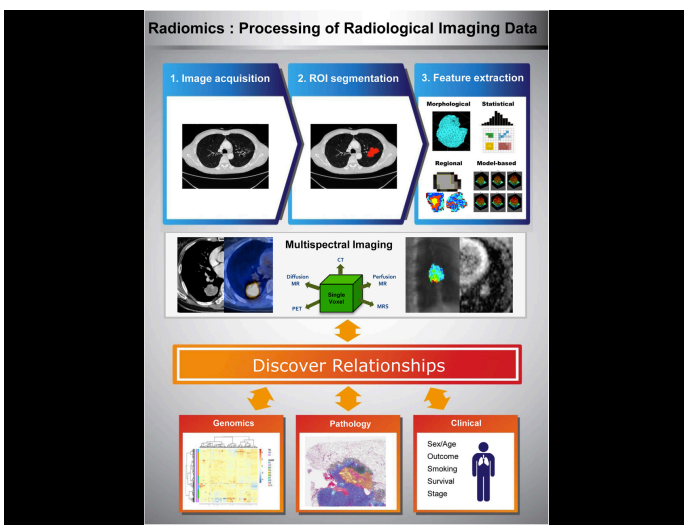 Radiomics : Processing of Radiological Imaging Data
1. Image acquisition
2. ROI segmentation
3. Feature extraction
Morphological
Statistical
Regional
Model-based
Multispectral Imaging
CT
Diffusion
MR
Perfusion
MR
Single
Voxel
PET
MRS
Discover Relationships
Genomics
Pathology
Clinical
Sex/Age
Outcome
Smoking
Survival
Stage